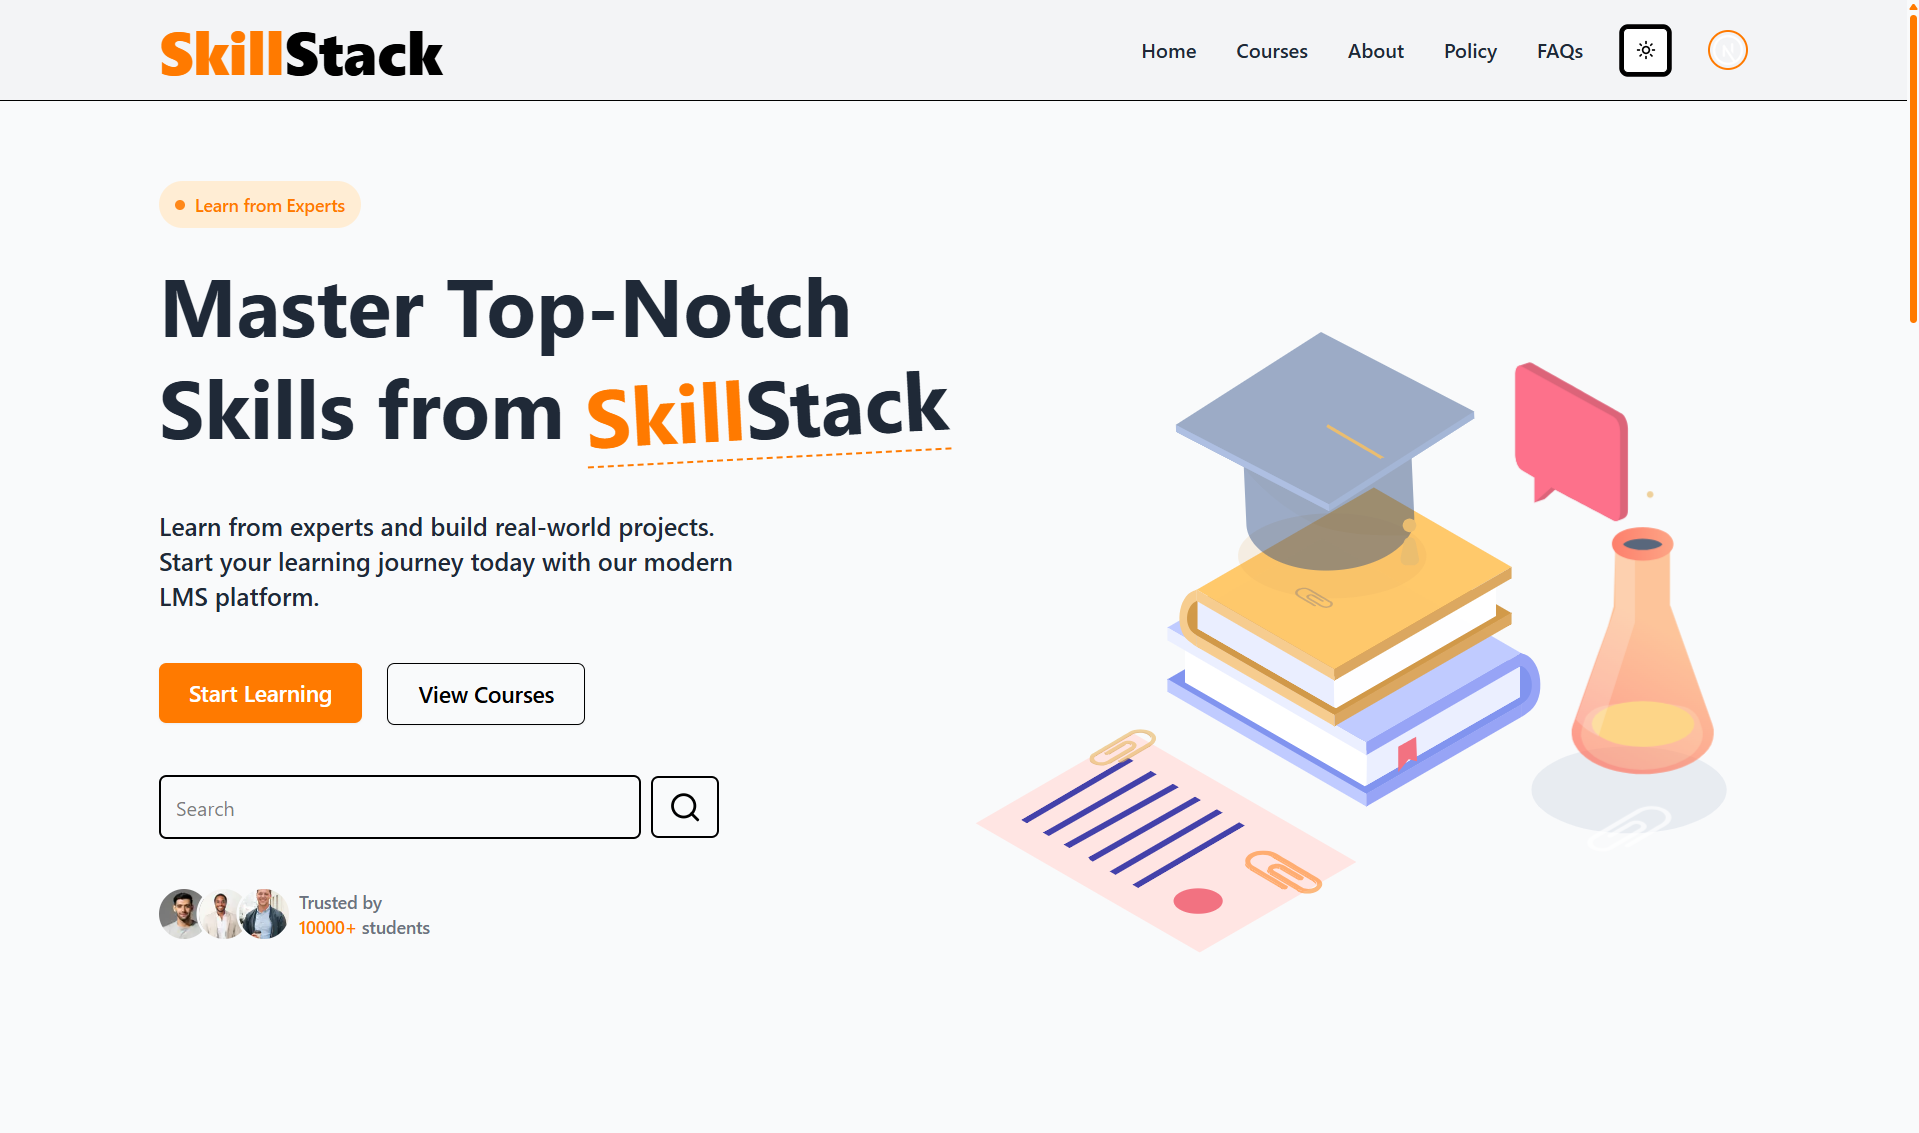 SkillStack
Home Courses About Policy FAQs
Learn from Experts
Master Top-Notch
Skills from SkillStack
Learn from experts and build real-world projects.
Start your learning journey today with our modern
LMS platform.
Start Learning View Courses
Search
Trusted by
10000+ students